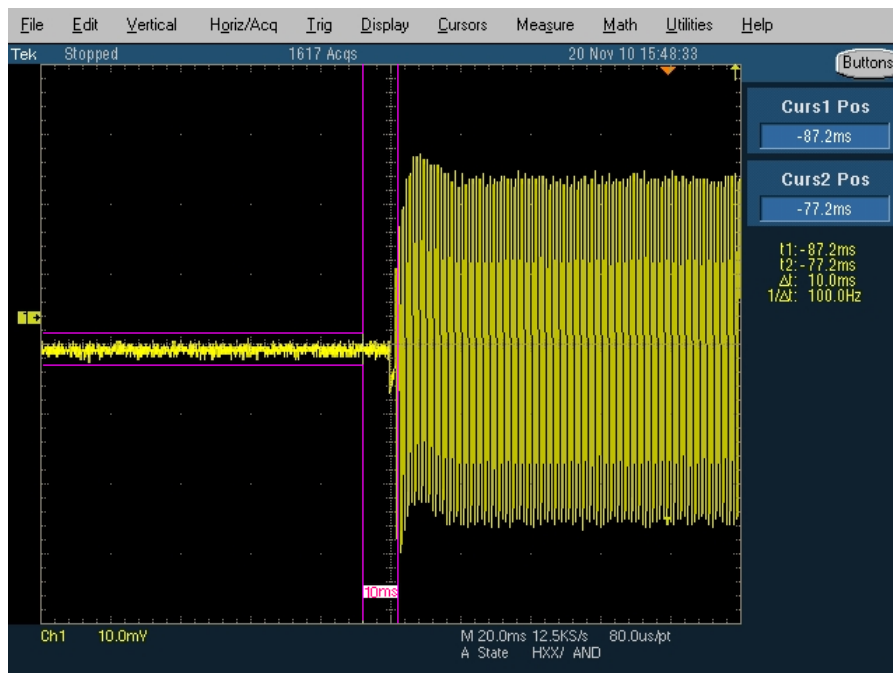 File Edit Vertical Horiz/Acq Trig Display Cursors Measure Math Utilities Help
Tek Stopped 1617 Acqs 20 Nov 10 15:48:33
Buttons
Curs1 Pos
-87.2ms
Curs2 Pos
-77.2ms
t1: -87.2ms
t2: -77.2ms
Δt: 10.0ms
1/Δt: 100.0Hz
1
10ms
Ch1 10.0mV M 20.0ms 12.5KS/s 80.0us/pt
A State HXX/ AND